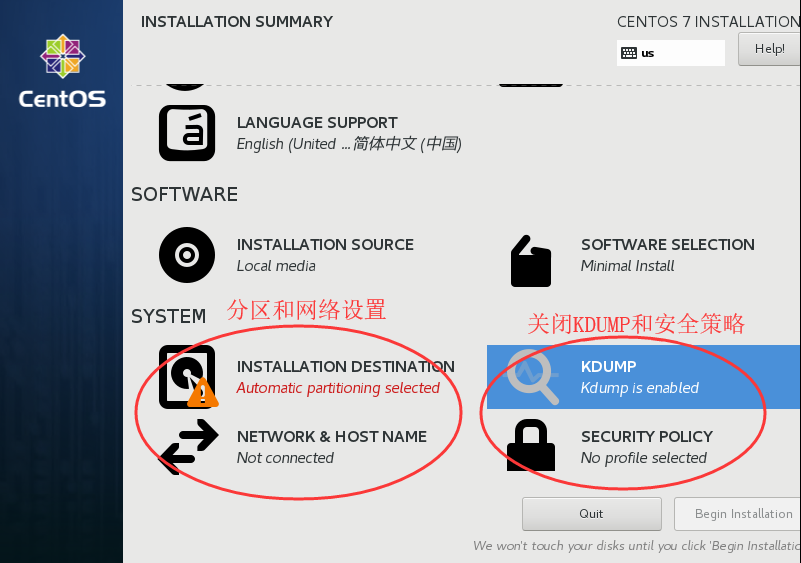 INSTALLATION SUMMARY
CENTOS 7 INSTALLATION
us
Help!
CentOS
LANGUAGE SUPPORT
English (United ...简体中文 (中国)
SOFTWARE
INSTALLATION SOURCE
Local media
SOFTWARE SELECTION
Minimal Install
SYSTEM
分区和网络设置
关闭KDUMP和安全策略
INSTALLATION DESTINATION
Automatic partitioning selected
KDUMP
Kdump is enabled
NETWORK & HOST NAME
Not connected
SECURITY POLICY
No profile selected
Quit
Begin Installation
We won't touch your disks until you click 'Begin Installatio